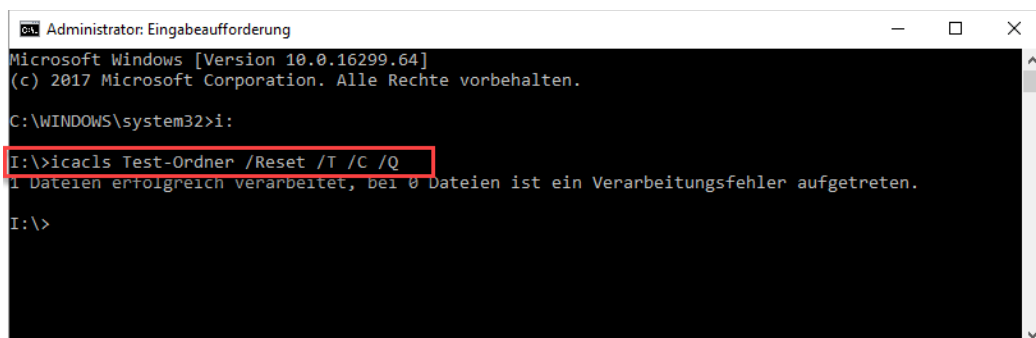 Administrator: Eingabeaufforderung
Microsoft Windows [Version 10.0.16299.64]
(c) 2017 Microsoft Corporation. Alle Rechte vorbehalten.
C:\WINDOWS\system32>i:
I:\>icacls Test-Ordner /Reset /T /C /Q
1 Dateien erfolgreich verarbeitet, bei 0 Dateien ist ein Verarbeitungsfehler aufgetreten.
I:\>